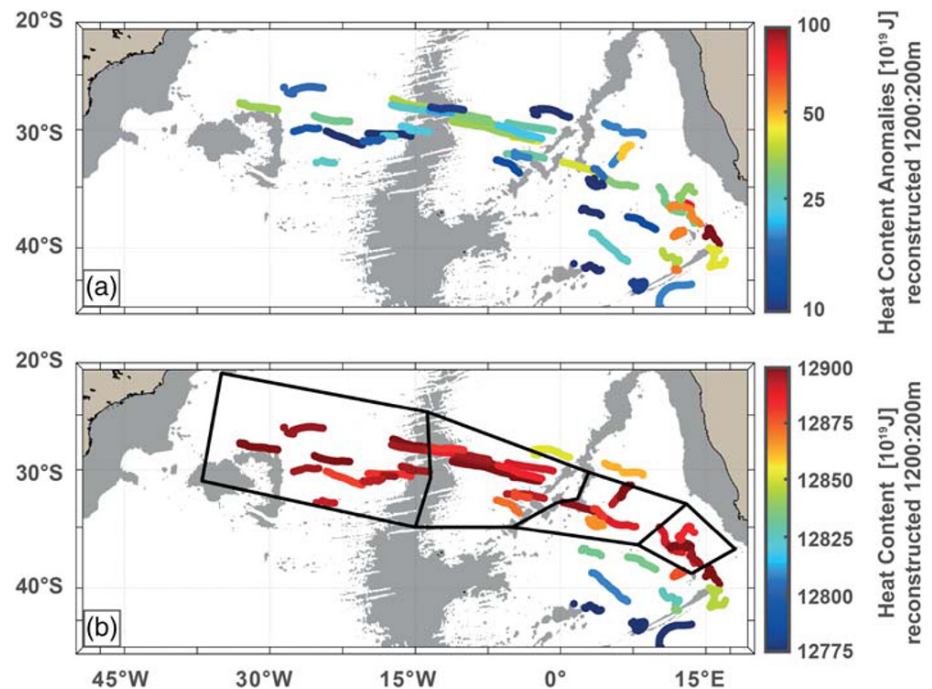 20°S
30°S
40°S
(a)
100
50
25
10
Heat Content Anomalies [10¹⁹ J]
reconstructed 1200:200m
20°S
30°S
40°S
(b)
45°W
30°W
15°W
0°
15°E
12900
12875
12850
12825
12800
12775
Heat Content [10¹⁹J]
reconstructed 1200:200m